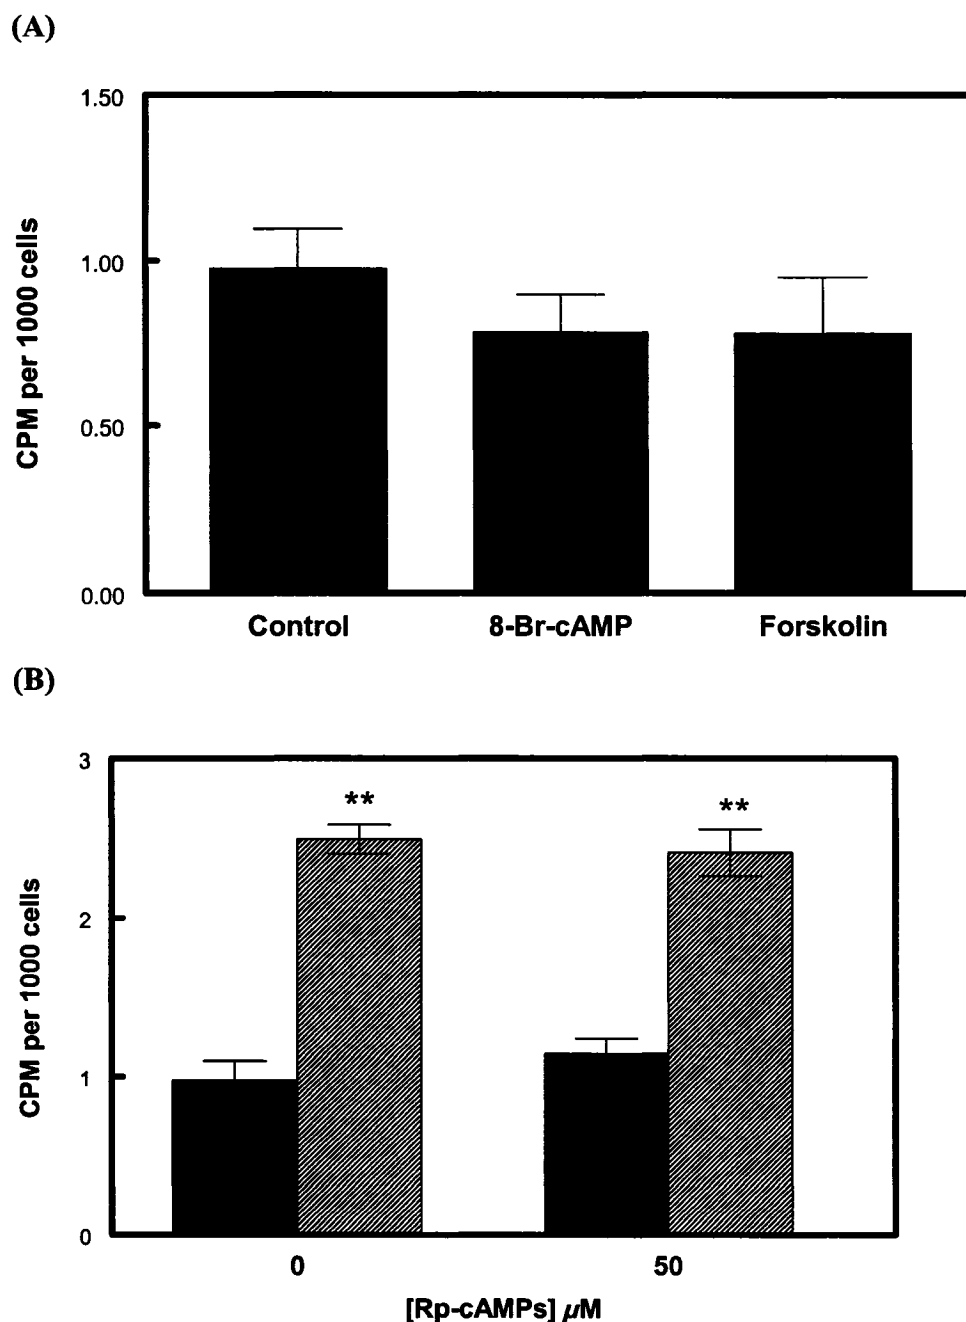 (A)
1.50
1.00
0.50
0.00
CPM per 1000 cells
Control 8-Br-cAMP Forskolin
(B)
3
2
1
0
CPM per 1000 cells
** **
0 50
[Rp-cAMPs] µM